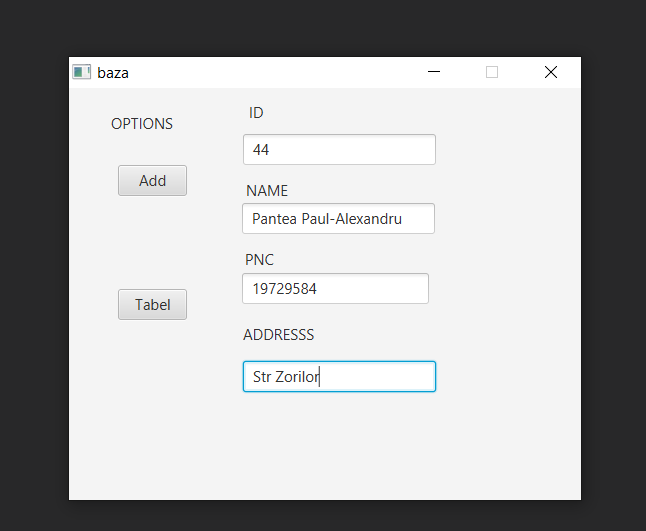 baza
OPTIONS
Add
Tabel
ID
44
NAME
Pantea Paul-Alexandru
PNC
19729584
ADDRESSS
Str Zorilor